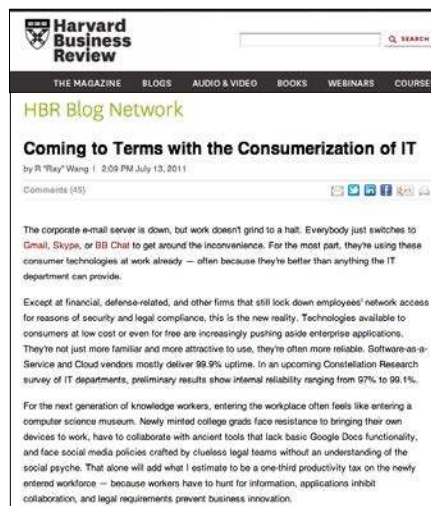 Harvard
Business
Review
SEARCH
THE MAGAZINE BLOGS AUDIO & VIDEO BOOKS WEBINARS COURSE
HBR Blog Network
Coming to Terms with the Consumerization of IT
by R "Ray" Wang | 2:09 PM July 13, 2011
Comments (45)
The corporate e-mail server is down, but work doesn't grind to a halt. Everybody just switches to
Gmail, Skype, or BB Chat to get around the inconvenience. For the most part, they're using these
consumer technologies at work already — often because they're better than anything the IT
department can provide.
Except at financial, defense-related, and other firms that still lock down employees' network access
for reasons of security and legal compliance, this is the new reality. Technologies available to
consumers at low cost or even for free are increasingly pushing aside enterprise applications.
They're not just more familiar and more attractive to use, they're often more reliable. Software-as-a-
Service and Cloud vendors mostly deliver 99.9% uptime. In an upcoming Constellation Research
survey of IT departments, preliminary results show internal reliability ranging from 97% to 99.1%.
For the next generation of knowledge workers, entering the workplace often feels like entering a
computer science museum. Newly minted college grads face resistance to bringing their own
devices to work, have to collaborate with ancient tools that lack basic Google Docs functionality,
and face social media policies crafted by clueless legal teams without an understanding of the
social psyche. That alone will add what I estimate to be a one-third productivity tax on the newly
entered workforce — because workers have to hunt for information, applications inhibit
collaboration, and legal requirements prevent business innovation.